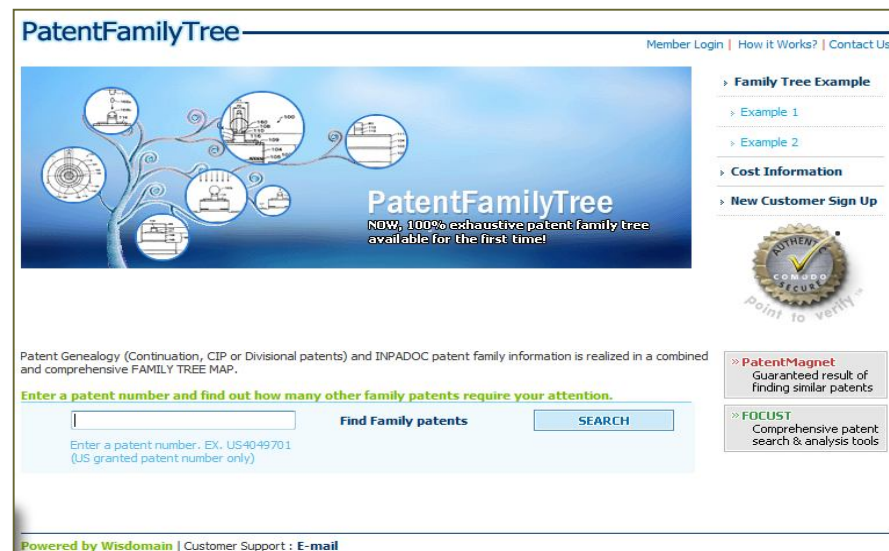 PatentFamilyTree
Member Login | How it Works? | Contact Us
PatentFamilyTree
NOW, 100% exhaustive patent family tree
available for the first time!
» Family Tree Example
» Example 1
» Example 2
» Cost Information
» New Customer Sign Up
AUTHENTIC
COMODO
SECURE
point to verify
Patent Genealogy (Continuation, CIP or Divisional patents) and INPADOC patent family information is realized in a combined
and comprehensive FAMILY TREE MAP.
Enter a patent number and find out how many other family patents require your attention.
Find Family patents
SEARCH
Enter a patent number. EX. US4049701
(US granted patent number only)
» PatentMagnet
Guaranteed result of
finding similar patents
» FOCUST
Comprehensive patent
search & analysis tools
Powered by Wisdomain | Customer Support : E-mail